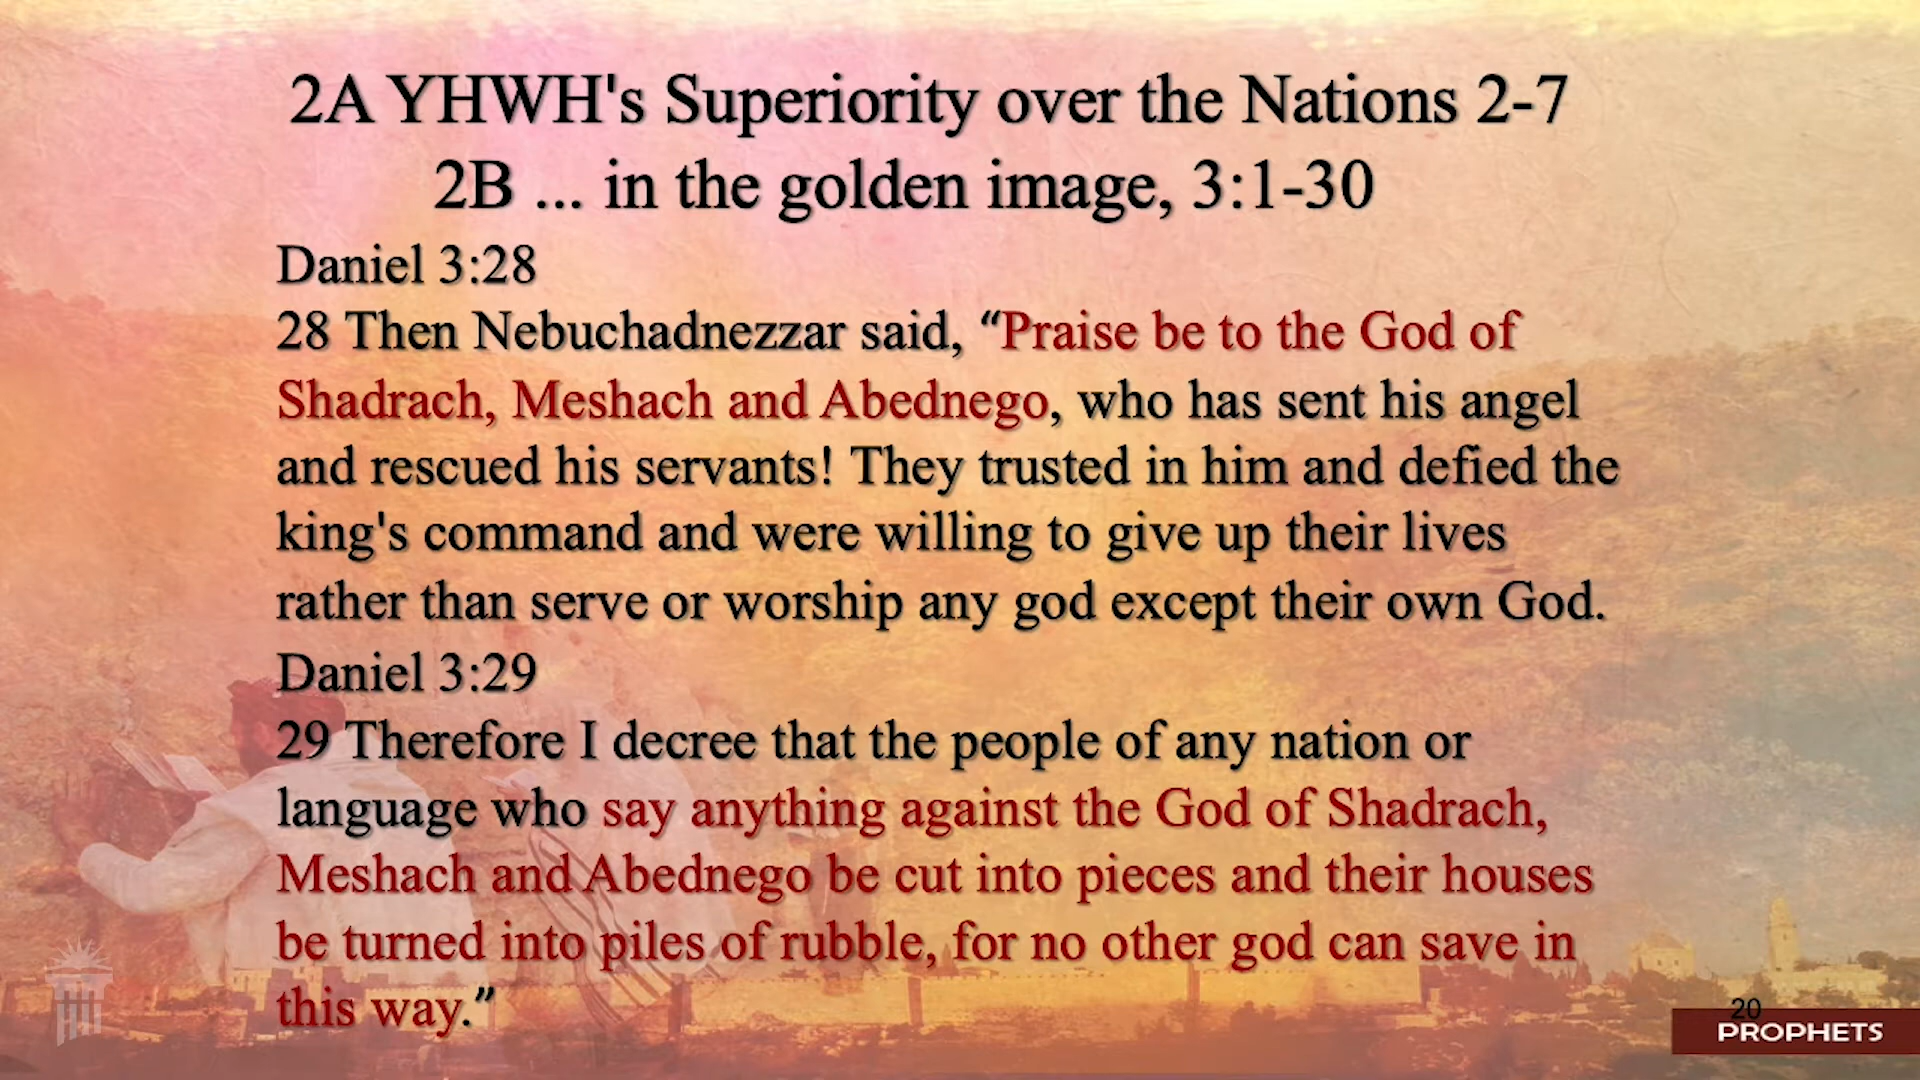 2A YHWH's Superiority over the Nations 2-7
2B ... in the golden image, 3:1-30
Daniel 3:28
28 Then Nebuchadnezzar said, “Praise be to the God of
Shadrach, Meshach and Abednego, who has sent his angel
and rescued his servants! They trusted in him and defied the
king's command and were willing to give up their lives
rather than serve or worship any god except their own God.
Daniel 3:29
29 Therefore I decree that the people of any nation or
language who say anything against the God of Shadrach,
Meshach and Abednego be cut into pieces and their houses
be turned into piles of rubble, for no other god can save in
this way.”
20
PROPHETS